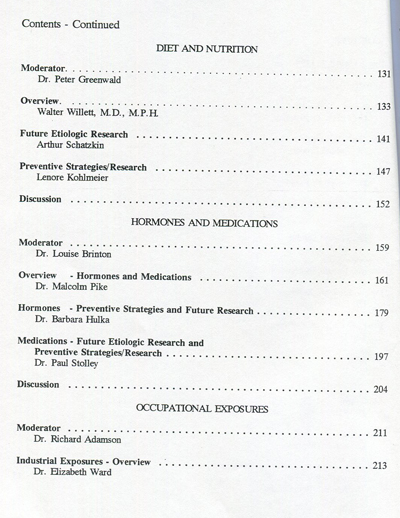 Contents - Continued
DIET AND NUTRITION
Moderator. . . . . . . . . . . . . . . . . . . . . . . . . . . . . . . . . . . . . . . . . . . . 131
Dr. Peter Greenwald
Overview. . . . . . . . . . . . . . . . . . . . . . . . . . . . . . . . . . . . . . . . . . . . 133
Walter Willett, M.D., M.P.H.
Future Etiologic Research . . . . . . . . . . . . . . . . . . . . . . . . . . . . . . . . 141
Arthur Schatzkin
Preventive Strategies/Research . . . . . . . . . . . . . . . . . . . . . . . . . . . . . 147
Lenore Kohlmeier
Discussion . . . . . . . . . . . . . . . . . . . . . . . . . . . . . . . . . . . . . . . . . . 152
HORMONES AND MEDICATIONS
Moderator . . . . . . . . . . . . . . . . . . . . . . . . . . . . . . . . . . . . . . . . . . 159
Dr. Louise Brinton
Overview - Hormones and Medications . . . . . . . . . . . . . . . . . . . . . . . 161
Dr. Malcolm Pike
Hormones - Preventive Strategies and Future Research . . . . . . . . . . . . . . . 179
Dr. Barbara Hulka
Medications - Future Etiologic Research and
Preventive Strategies/Research . . . . . . . . . . . . . . . . . . . . . . . . . . . 197
Dr. Paul Stolley
Discussion . . . . . . . . . . . . . . . . . . . . . . . . . . . . . . . . . . . . . . . . . . 204
OCCUPATIONAL EXPOSURES
Moderator . . . . . . . . . . . . . . . . . . . . . . . . . . . . . . . . . . . . . . . . . . 211
Dr. Richard Adamson
Industrial Exposures - Overview . . . . . . . . . . . . . . . . . . . . . . . . . . . . 213
Dr. Elizabeth Ward